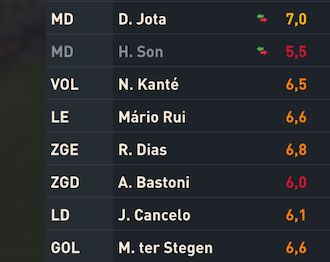 MD D. Jota 7,0
MD H. Son 5,5
VOL N. Kanté 6,5
LE Mário Rui 6,6
ZGE R. Dias 6,8
ZGD A. Bastoni 6,0
LD J. Cancelo 6,1
GOL M. ter Stegen 6,6